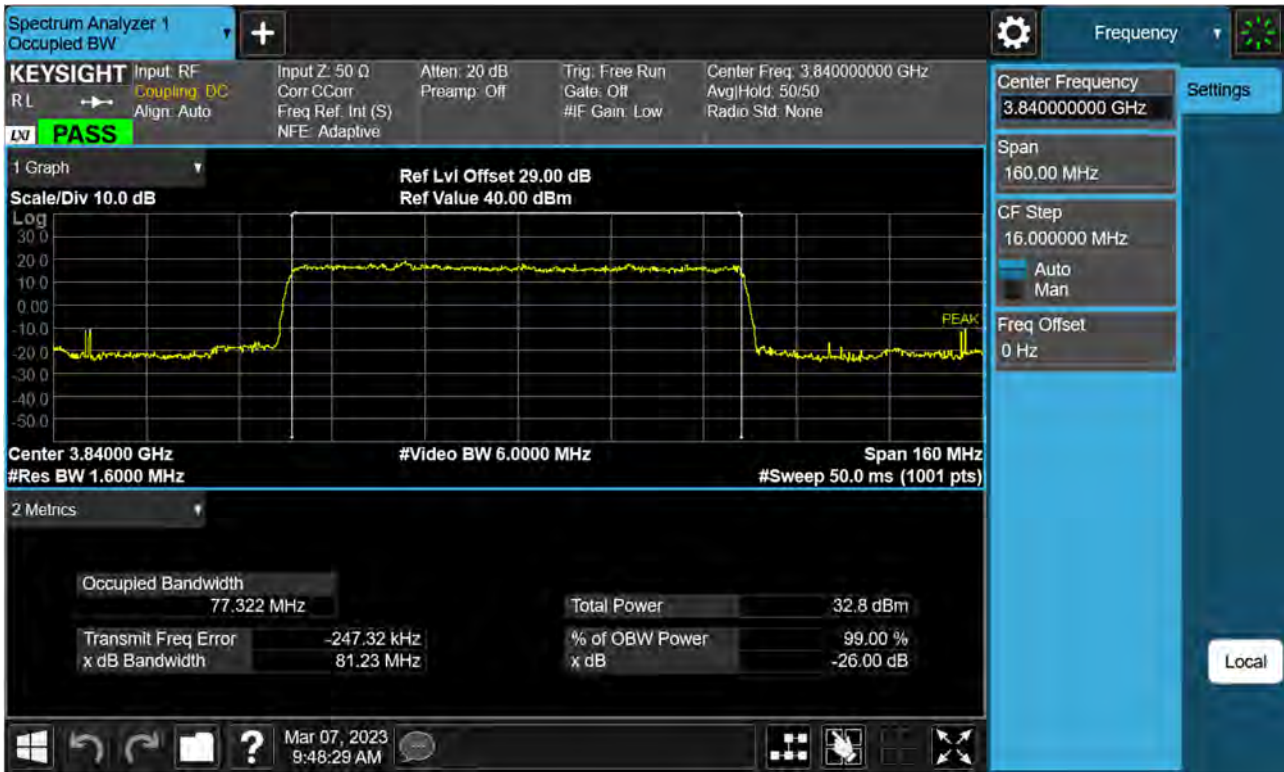 Spectrum Analyzer 1
Occupied BW
+
Frequency
KEYSIGHT
RL
LXI
PASS
Input: RF
Coupling: DC
Align: Auto
Input Z: 50 Ω
Corr CCorr
Freq Ref: Int (S)
NFE: Adaptive
Atten: 20 dB
Preamp: Off
Trig: Free Run
Gate: Off
#IF Gain: Low
Center Freq: 3.840000000 GHz
Avg|Hold: 50/50
Radio Std: None
Center Frequency
3.840000000 GHz
Settings
Span
160.00 MHz
CF Step
16.000000 MHz
Auto
Man
Freq Offset
0 Hz
Local
1 Graph
Scale/Div 10.0 dB
Ref Lvl Offset 29.00 dB
Ref Value 40.00 dBm
Log
30.0
20.0
10.0
0.00
-10.0
-20.0
-30.0
-40.0
-50.0
PEAK
Center 3.84000 GHz
#Video BW 6.0000 MHz
Span 160 MHz
#Res BW 1.6000 MHz
#Sweep 50.0 ms (1001 pts)
2 Metrics
Occupied Bandwidth
77.322 MHz
Total Power 32.8 dBm
Transmit Freq Error -247.32 kHz
% of OBW Power 99.00 %
x dB Bandwidth 81.23 MHz
x dB -26.00 dB
?
Mar 07, 2023
9:48:29 AM